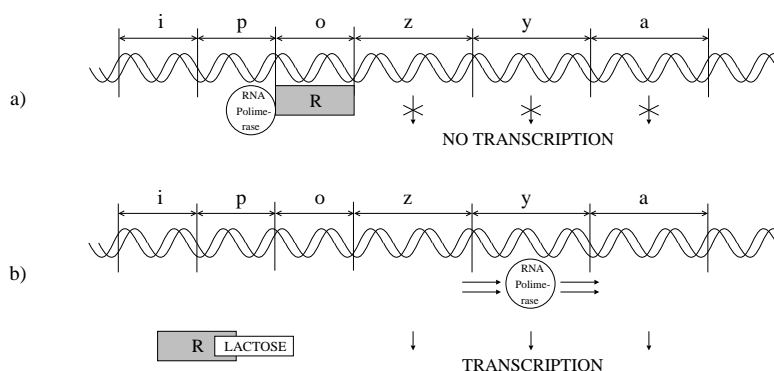 i p o z y a
a)
RNA
Polime-
rase
R
NO TRANSCRIPTION
i p o z y a
b)
RNA
Polime-
rase
R LACTOSE
TRANSCRIPTION